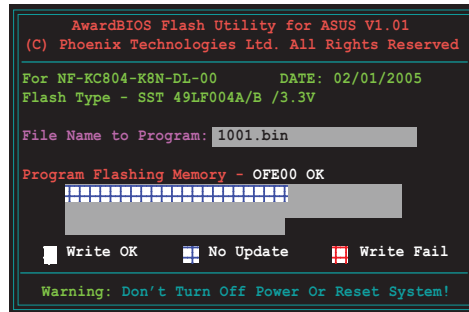 AwardBIOS Flash Utility for ASUS V1.01
(C) Phoenix Technologies Ltd. All Rights Reserved
For NF-KC804-K8N-DL-00 DATE: 02/01/2005
Flash Type - SST 49LF004A/B /3.3V
File Name to Program: 1001.bin
Program Flashing Memory - OFE00 OK
Write OK No Update Write Fail
Warning: Don't Turn Off Power Or Reset System!